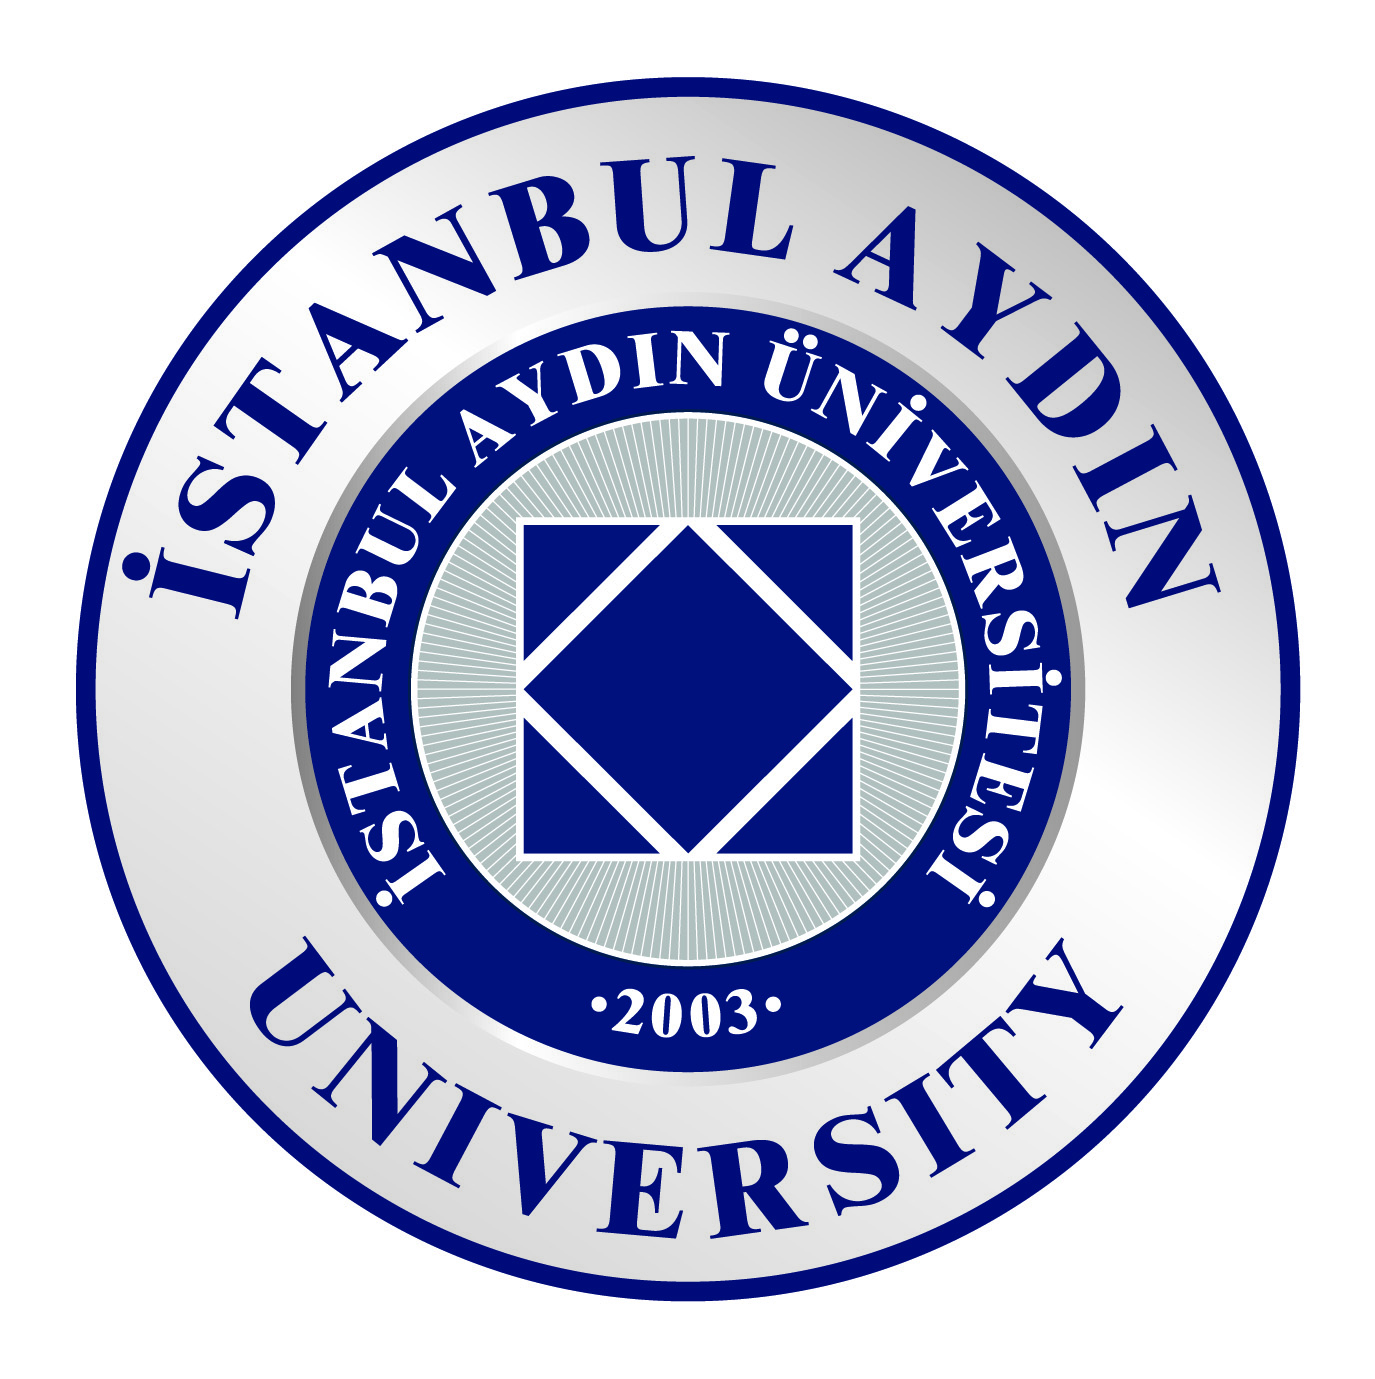 İSTANBUL AYDIN
UNIVERSITY
İSTANBUL AYDIN ÜNİVERSİTESİ
·2003·